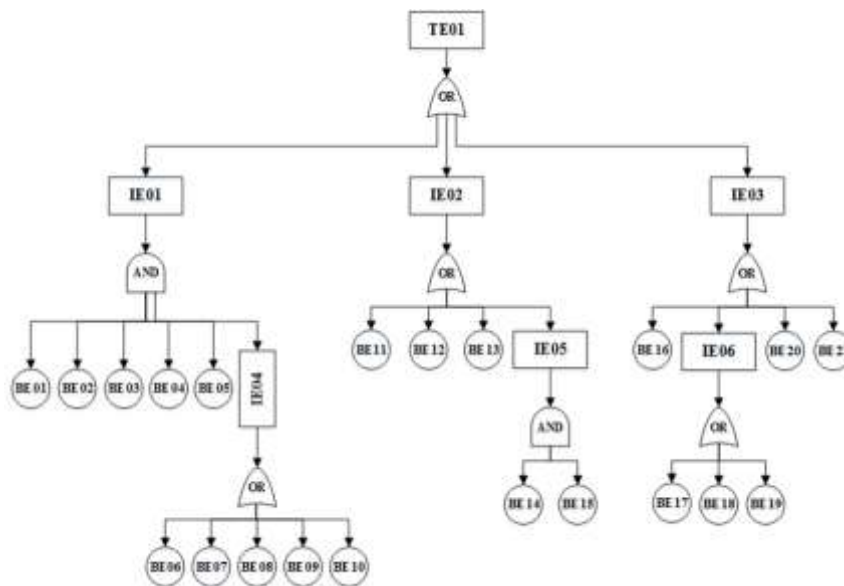 TE01
OR
IE01
IE02
IE03
AND
OR
OR
BE 01
BE 02
BE 03
BE 04
BE 05
IE04
BE 11
BE 12
BE 13
IE05
BE 16
IE06
BE 20
BE 2
OR
AND
OR
BE 06
BE 07
BE 08
BE 09
BE 10
BE 14
BE 15
BE 17
BE 18
BE 19